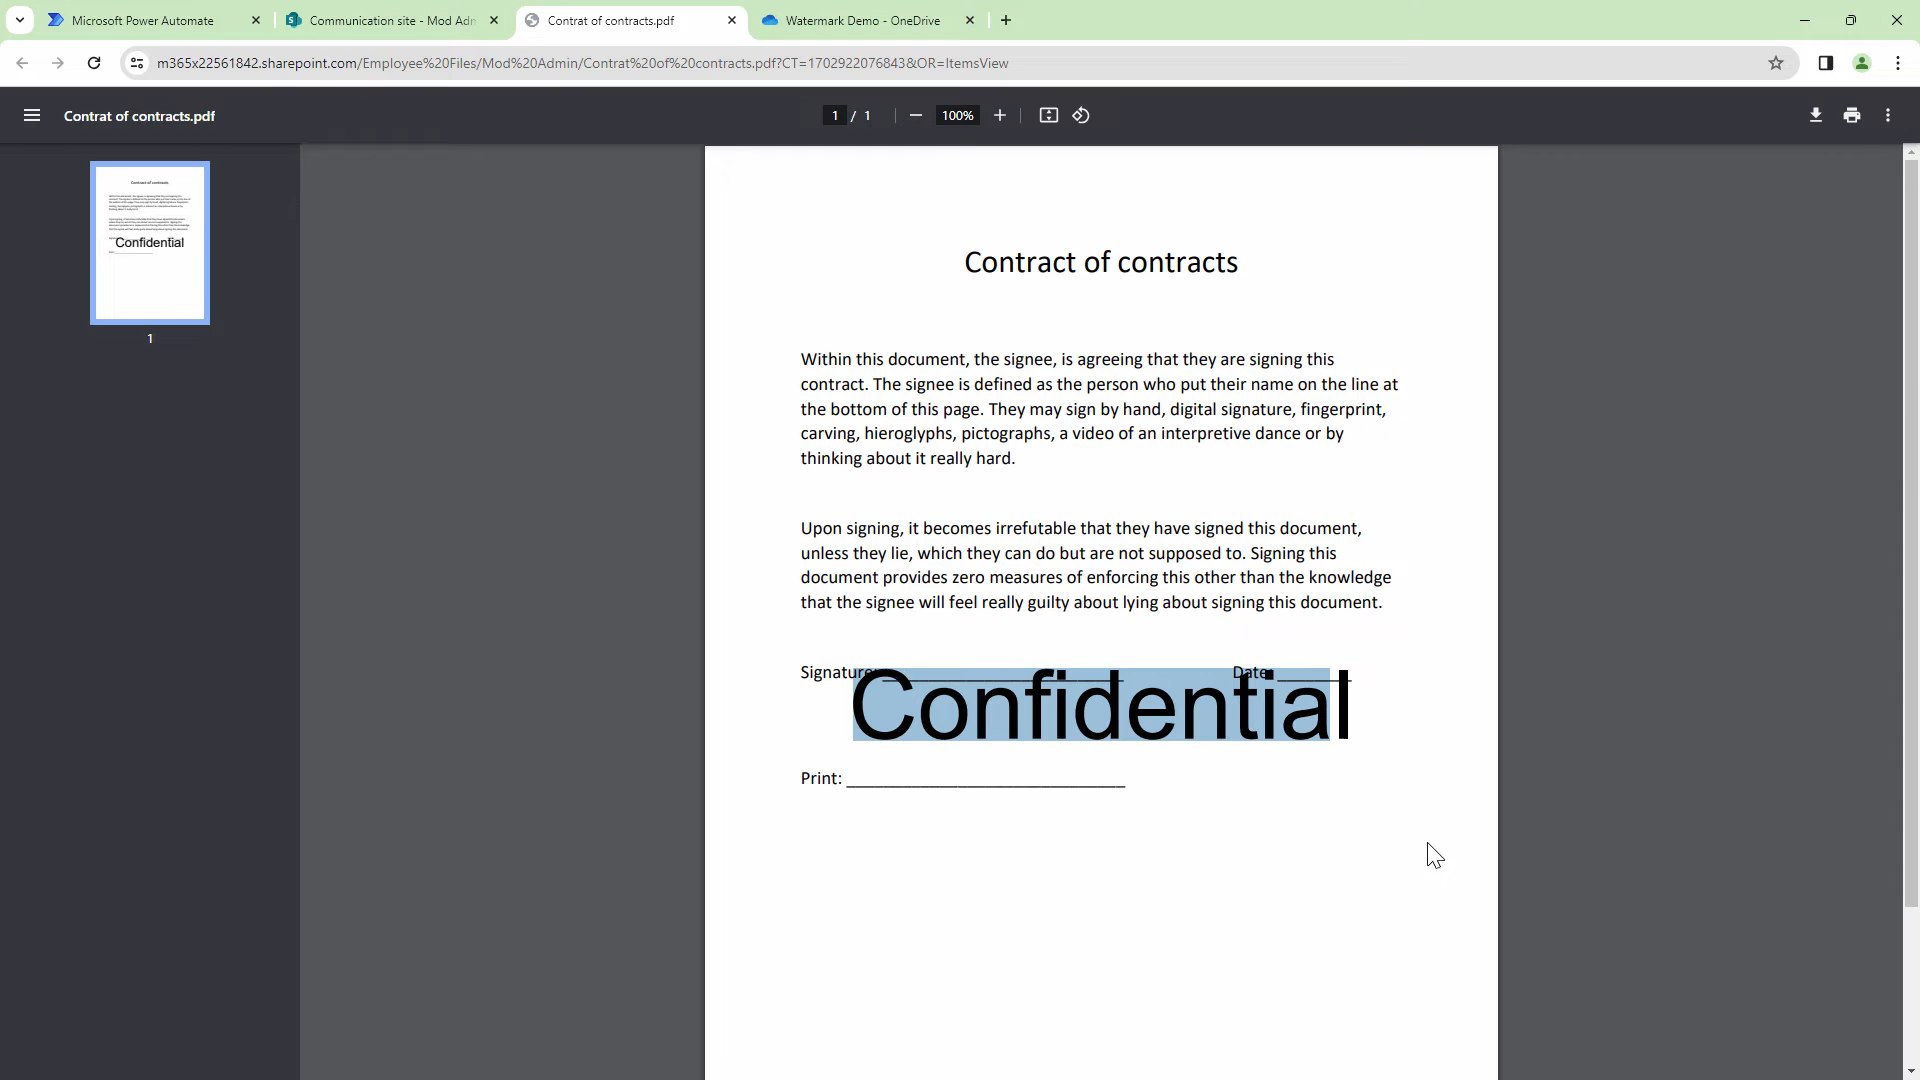 Microsoft Power Automate
Communication site - Mod Adm
Contrat of contracts.pdf
Watermark Demo - OneDrive
m365x22561842.sharepoint.com/Employee%20Files/Mod%20Admin/Contrat%20of%20contracts.pdf?CT=1702922076843&OR=ItemsView
Contrat of contracts.pdf
1 / 1
100%
Contract of contracts
Confidential
1
Contract of contracts
Within this document, the signee, is agreeing that they are signing this
contract. The signee is defined as the person who put their name on the line at
the bottom of this page. They may sign by hand, digital signature, fingerprint,
carving, hieroglyphs, pictographs, a video of an interpretive dance or by
thinking about it really hard.
Upon signing, it becomes irrefutable that they have signed this document,
unless they lie, which they can do but are not supposed to. Signing this
document provides zero measures of enforcing this other than the knowledge
that the signee will feel really guilty about lying about signing this document.
Signature: __________________________ Date: ________
Confidential
Print: ______________________________